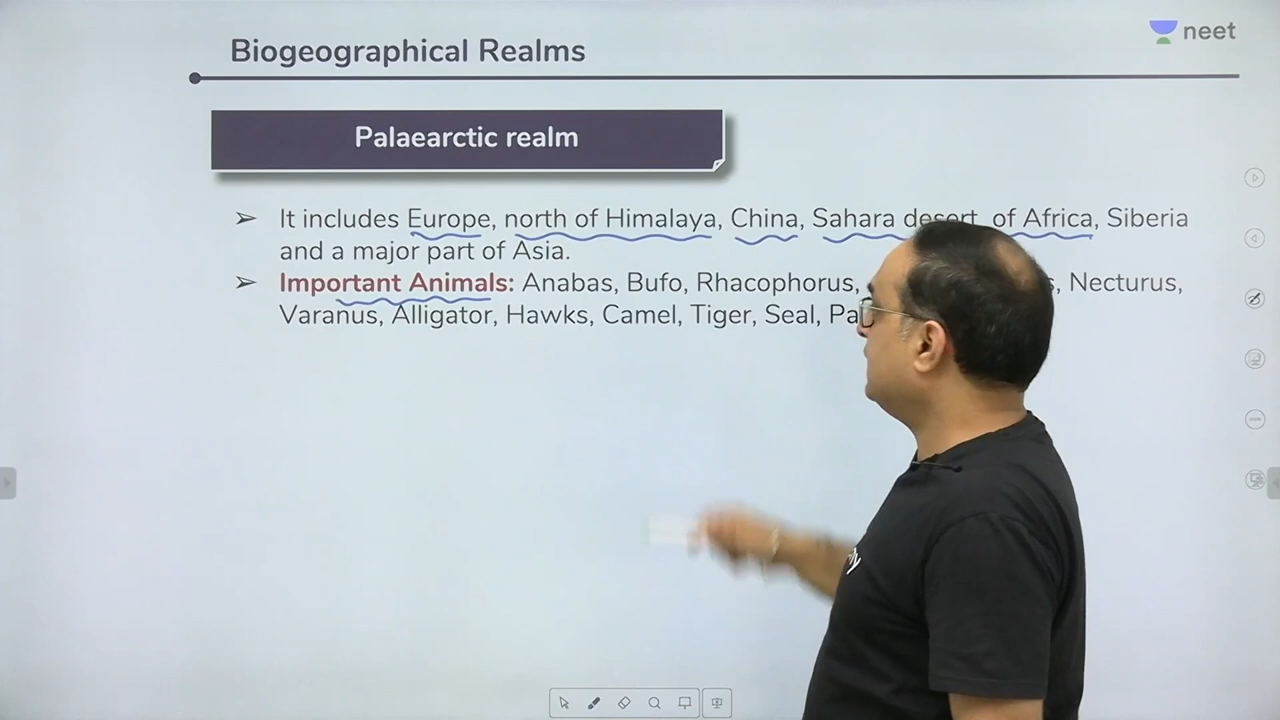 neet
Biogeographical Realms
Palaearctic realm
➢ It includes Europe, north of Himalaya, China, Sahara desert of Africa, Siberia
and a major part of Asia.
➢ Important Animals: Anabas, Bufo, Rhacophorus, Necturus,
Varanus, Alligator, Hawks, Camel, Tiger, Seal,